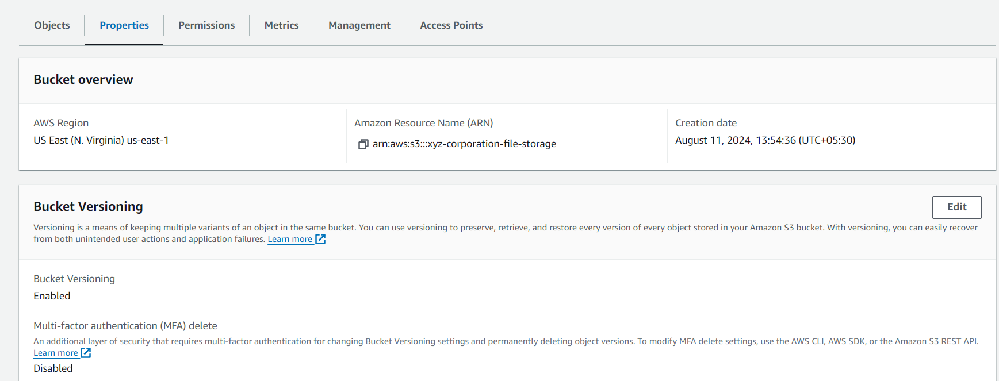 Objects Properties Permissions Metrics Management Access Points
Bucket overview
AWS Region
US East (N. Virginia) us-east-1
Amazon Resource Name (ARN)
arn:aws:s3:::xyz-corporation-file-storage
Creation date
August 11, 2024, 13:54:36 (UTC+05:30)
Bucket Versioning
Edit
Versioning is a means of keeping multiple variants of an object in the same bucket. You can use versioning to preserve, retrieve, and restore every version of every object stored in your Amazon S3 bucket. With versioning, you can easily recover
from both unintended user actions and application failures. Learn more
Bucket Versioning
Enabled
Multi-factor authentication (MFA) delete
An additional layer of security that requires multi-factor authentication for changing Bucket Versioning settings and permanently deleting object versions. To modify MFA delete settings, use the AWS CLI, AWS SDK, or the Amazon S3 REST API.
Learn more
Disabled